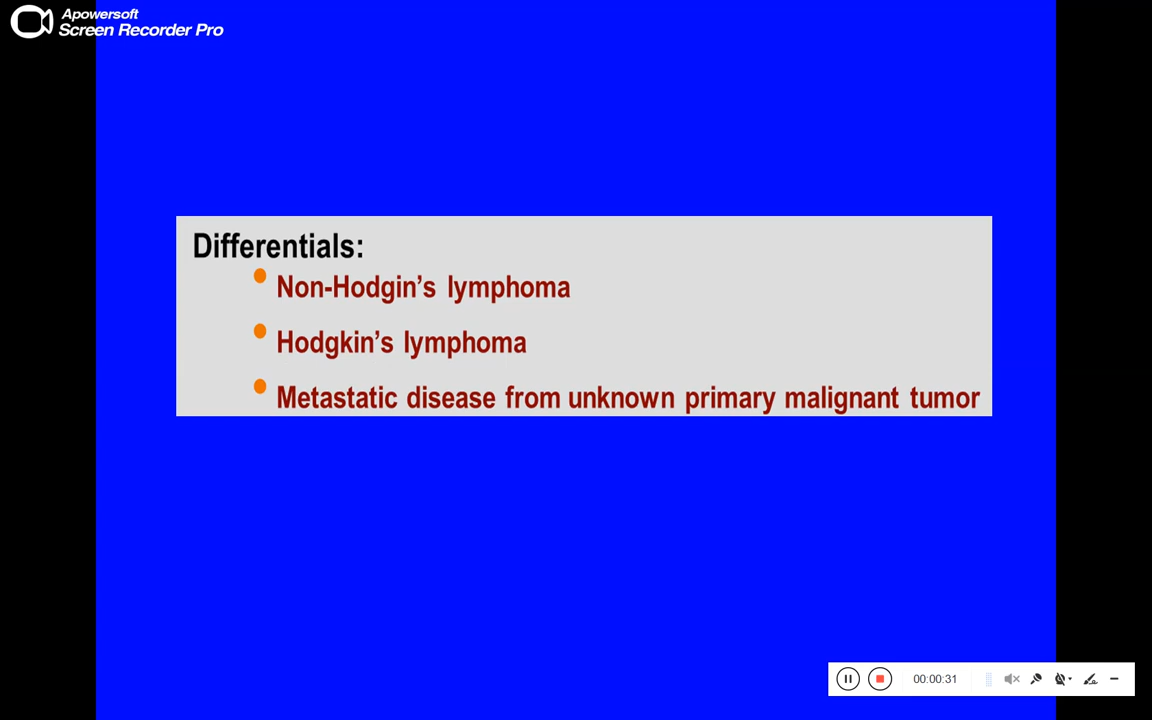 Apowersoft
Screen Recorder Pro
Differentials:
Non-Hodgin’s lymphoma
Hodgkin’s lymphoma
Metastatic disease from unknown primary malignant tumor
00:00:31